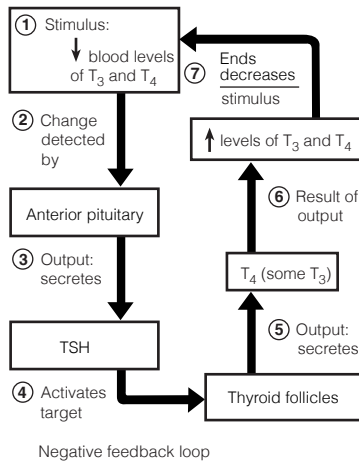 ① Stimulus:
↓ blood levels
of T₃ and T₄
② Change
detected
by
Anterior pituitary
③ Output:
secretes
TSH
④ Activates
target
Thyroid follicles
⑤ Output:
secretes
T₄ (some T₃)
⑥ Result of
output
↑ levels of T₃ and T₄
⑦ Ends
decreases
stimulus
Negative feedback loop